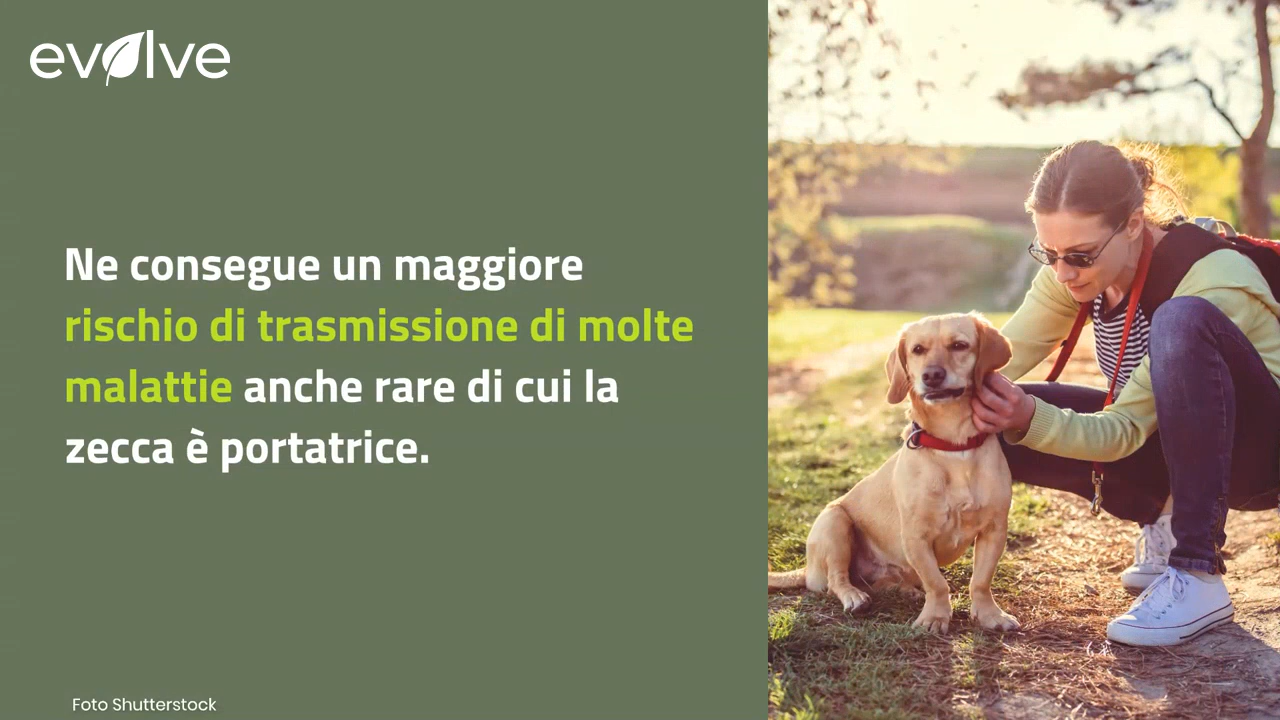 evolve
Ne consegue un maggiore
rischio di trasmissione di molte
malattie anche rare di cui la
zecca è portatrice.
Foto Shutterstock